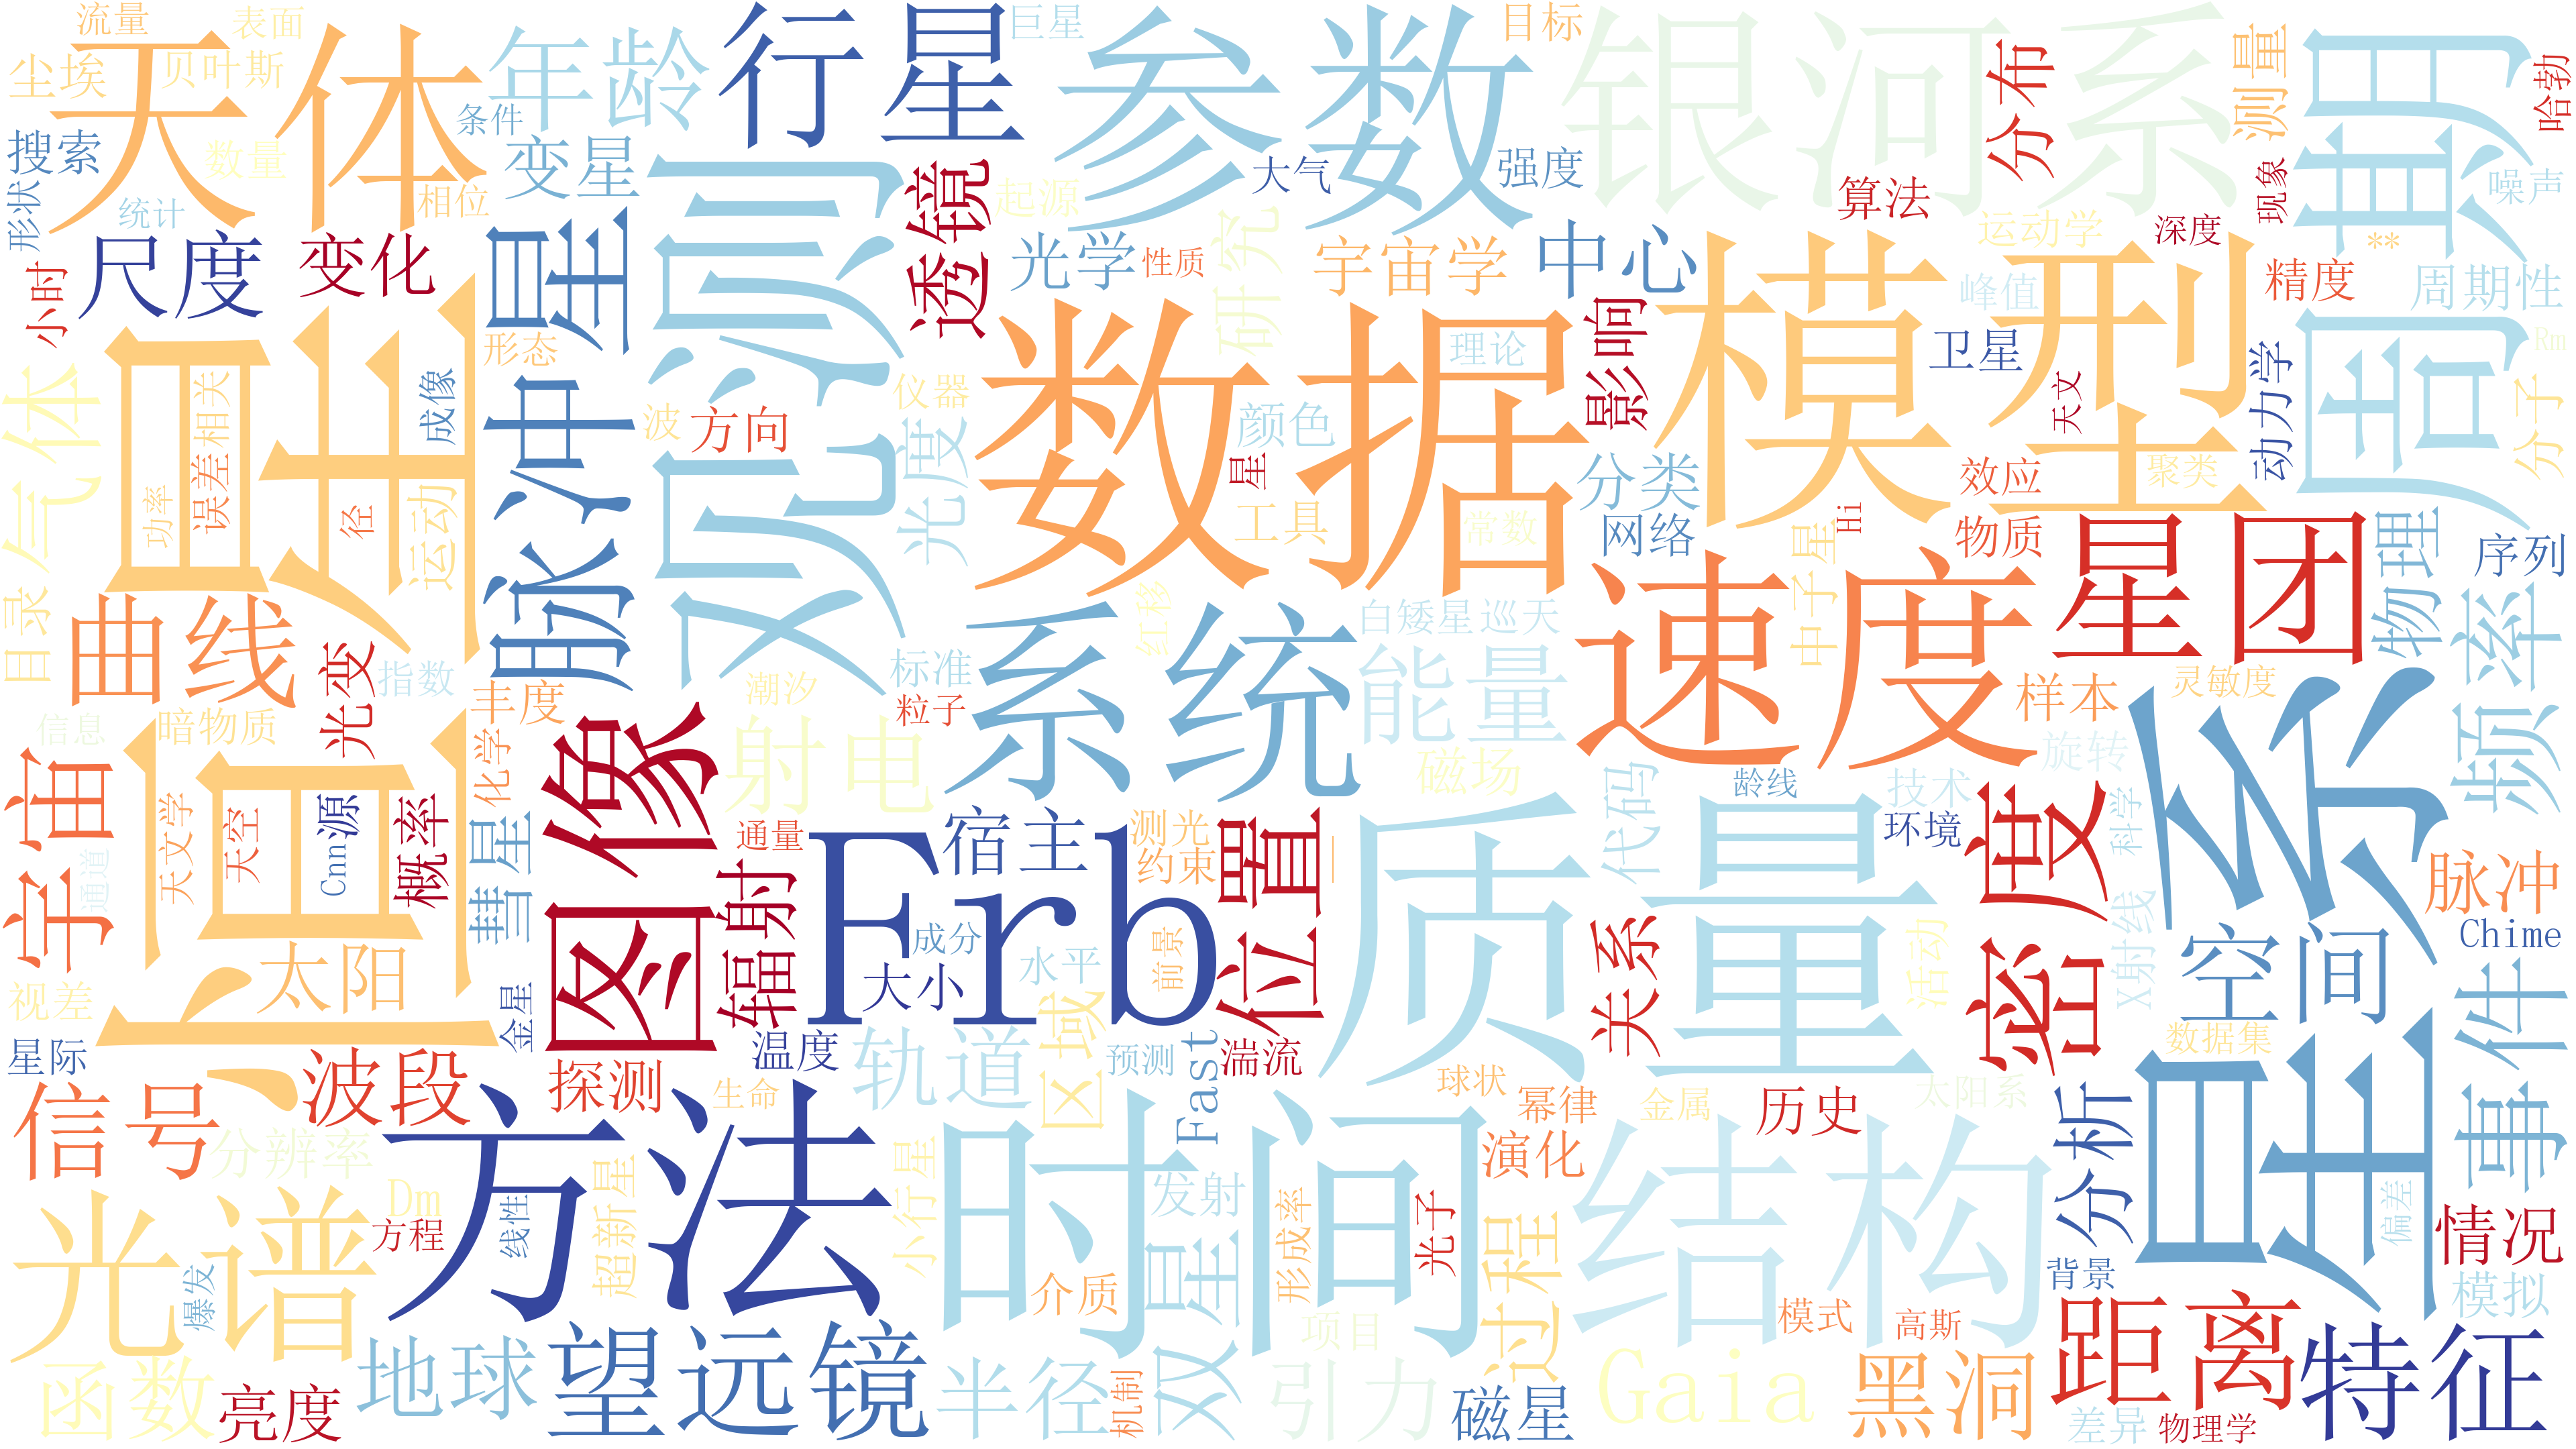 流量
表面
巨星
目标
天体
年龄
行星
参数
银河系
分布
测量
周期
哈勃
尘埃
贝叶斯
条件
搜索
数量
变星
形状
统计
相位
透镜
起源
大气
强度
算法
现象
噪声
小时
尺度
变化
恒星
脉冲星
观测
光学
性质
研究
宇宙学
中心
运动学
深度
**
精度
周期性
峰值
Rm
气体
误差
相关
功率
径
成像
运动
形态
波
方向
仪器
光度
数据
颜色
星
工具
理论
常数
影响
模型
卫星
天文
动力学
分子
分类
网络
效应
聚类
Hi
物质
中子星
星团
物理
序列
目录
曲线
光变
指数
丰度
潮汐
标准
粒子
系统
红移
白矮星
巡天
能量
速度
样本
灵敏度
频率
星系
信息
暗物质
宇宙
天文学
天空
Cnn
源
概率
化学
彗星
图像
射电
通量
辐射
宿主
Frb
测光
约束
位置
磁场
质量
代码
龄线
技术
环境
旋转
科学
密度
脉冲
通道
值
太阳
视差
星际
金星
成分
大小
水平
前景
一
关系
活动
X射线
空间
Chime
事件
信号
波段
探测
温度
轨道
区域
预测
湍流
Fast
球状
幂律
金属
历史
太阳系
数据集
分析
分辨率
生命
方法
时间
结构
光谱
Dm
方程
线性
超新星
小行星
发射
双星
形成率
光子
演化
过程
偏差
情况
爆发
介质
背景
模拟
函数
亮度
地球
望远镜
半径
机制
引力
项目
磁星
Gaia
模式
高斯
黑洞
距离
差异
物理学
特征